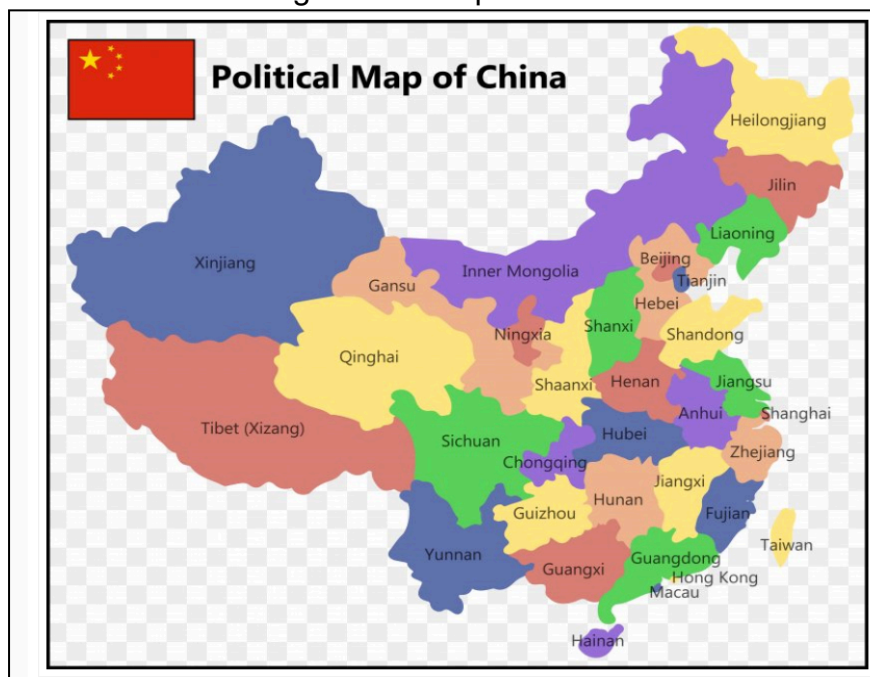 Political Map of China
Heilongjiang
Jilin
Liaoning
Xinjiang
Inner Mongolia
Beijing
Tianjin
Gansu
Hebei
Ningxia
Shanxi
Shandong
Qinghai
Shaanxi
Henan
Jiangsu
Anhui
Shanghai
Tibet (Xizang)
Sichuan
Hubei
Zhejiang
Chongqing
Jiangxi
Hunan
Guizhou
Fujian
Yunnan
Guangxi
Guangdong
Taiwan
Hong Kong
Macau
Hainan